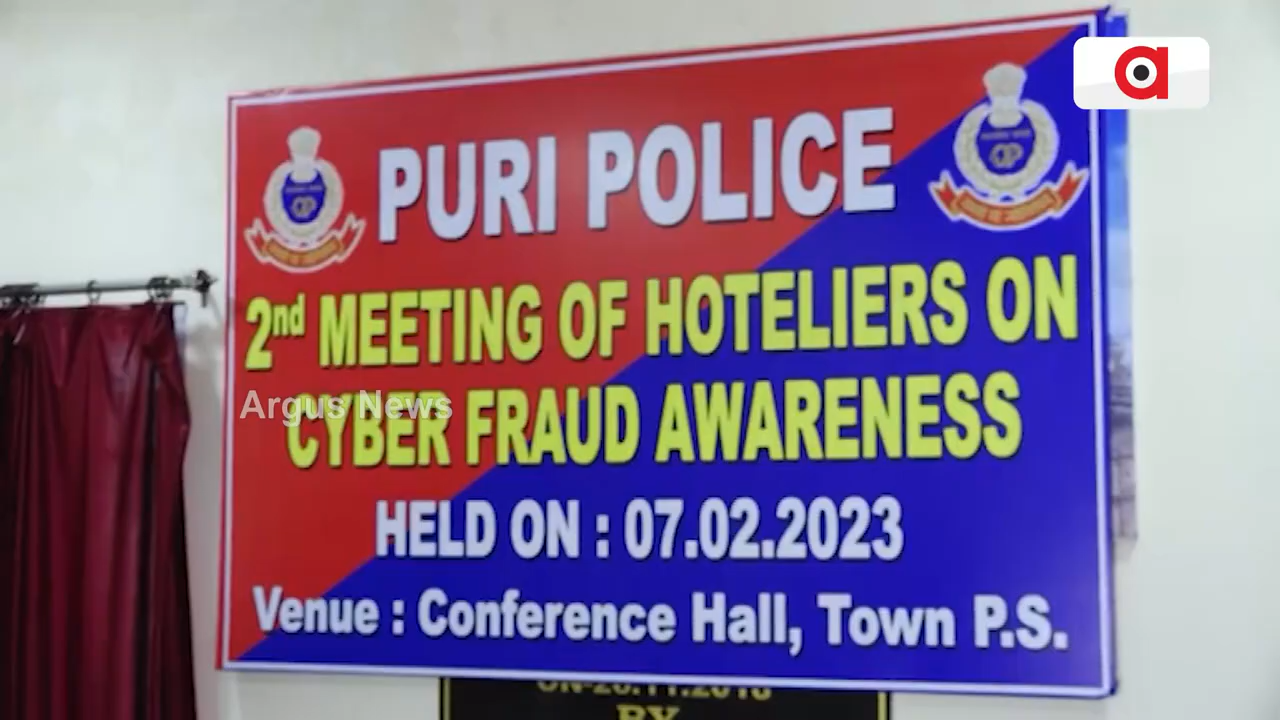 PURI POLICE
2nd MEETING OF HOTELIERS ON
CYBER FRAUD AWARENESS
HELD ON : 07.02.2023
Venue : Conference Hall, Town P.S.
Argus News
a
BY